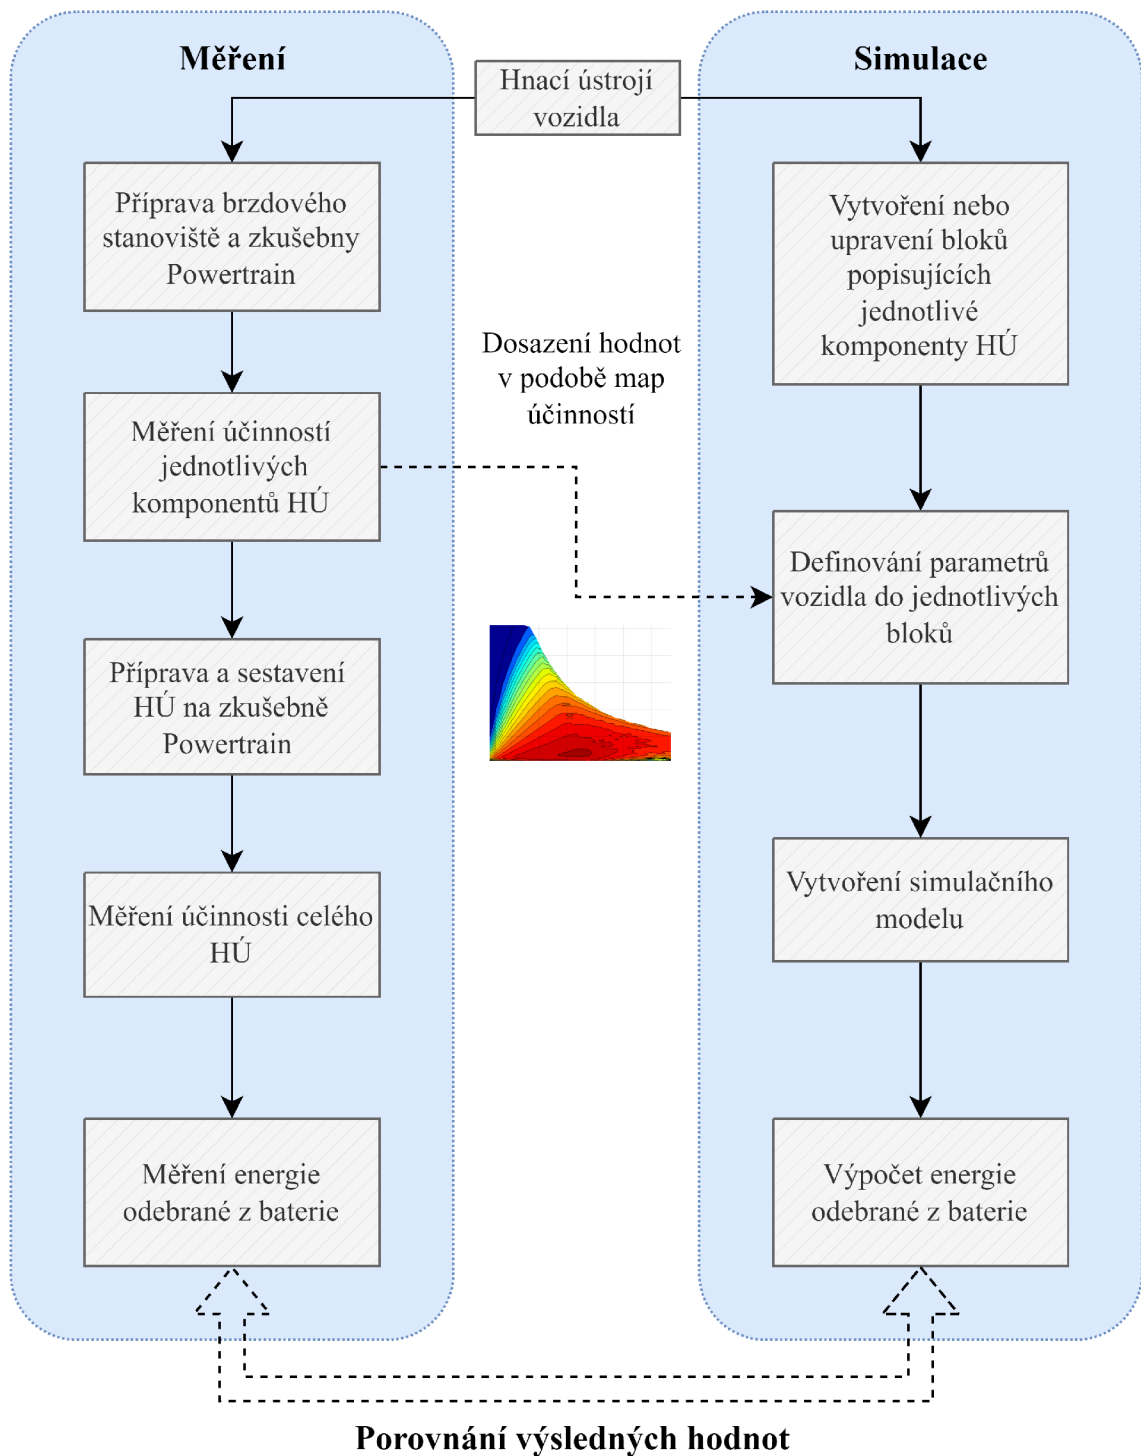 Měření
Simulace
Hnací ústrojí
vozidla
Příprava brzdového
stanoviště a zkušebny
Powertrain
Vytvoření nebo
upravení bloků
popisujících
jednotlivé
komponenty HÚ
Dosazení hodnot
v podobě map
účinností
Měření účinností
jednotlivých
komponentů HÚ
Definování parametrů
vozidla do jednotlivých
bloků
Příprava a sestavení
HÚ na zkušebně
Powertrain
Vytvoření simulačního
modelu
Měření účinnosti celého
HÚ
Měření energie
odebrané z baterie
Výpočet energie
odebrané z baterie
Porovnání výsledných hodnot